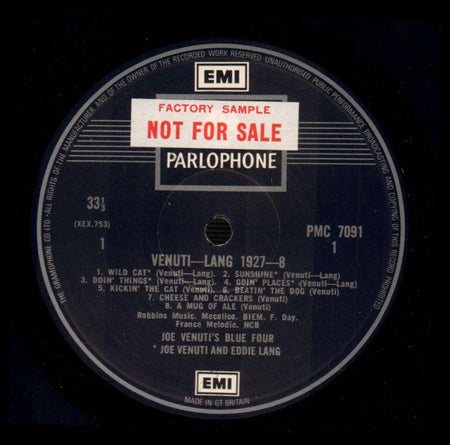 ALL RIGHTS OF THE MANUFACTURER AND OF THE OWNER OF THE RECORDED WORK RESERVED UNAUTHORISED PUBLIC PERFORMANCE BROADCASTING AND COPYING OF THIS RECORD PROHIBITED
THE GRAMOPHONE CO LTD
EMI
FACTORY SAMPLE
NOT FOR SALE
PARLOPHONE
33⅓
(XEX.753)
1
PMC 7091
1
VENUTI—LANG 1927—8
1. WILD CAT* (Venuti—Lang). 2. SUNSHINE* (Venuti—Lang)
3. DOIN' THINGS* (Venuti—Lang). 4. GOIN' PLACES* (Venuti—Lang)
5. KICKIN' THE CAT (Venuti). 6. BEATIN' THE DOG (Venuti)
7. CHEESE AND CRACKERS (Venuti)
8. A MUG OF ALE (Venuti)
Robbins Music. Mecolico. BIEM. F. Day.
France Melodie. NCB
JOE VENUTI'S BLUE FOUR
* JOE VENUTI AND EDDIE LANG
EMI
MADE IN GT BRITAIN